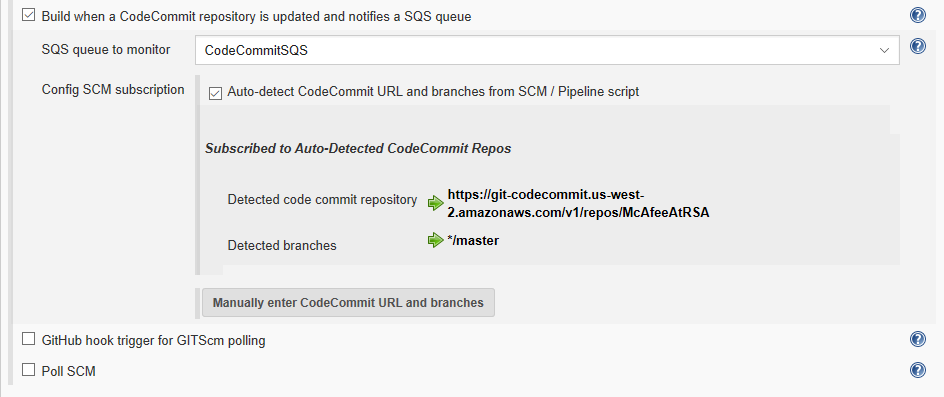 Build when a CodeCommit repository is updated and notifies a SQS queue
SQS queue to monitor
CodeCommitSQS
Config SCM subscription
Auto-detect CodeCommit URL and branches from SCM / Pipeline script
Subscribed to Auto-Detected CodeCommit Repos
Detected code commit repository
https://git-codecommit.us-west-
2.amazonaws.com/v1/repos/McAfeeAtRSA
Detected branches
*/master
Manually enter CodeCommit URL and branches
GitHub hook trigger for GITScm polling
Poll SCM